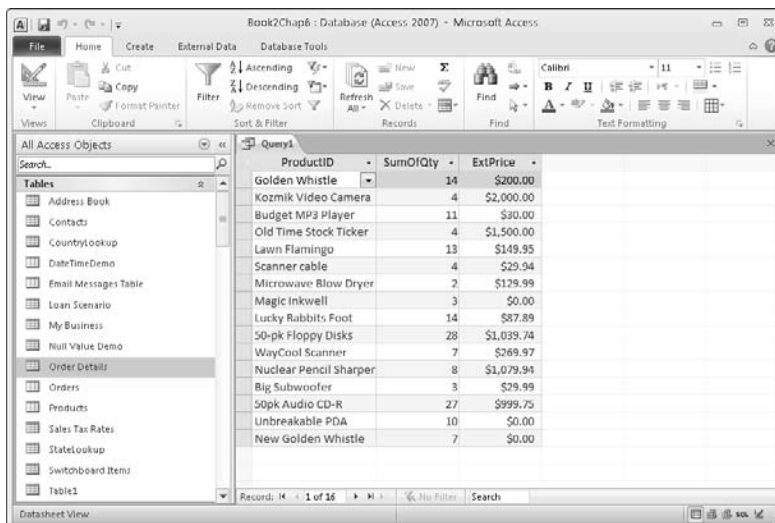 Book2Chap6 : Database (Access 2007) - Microsoft Access
File Home Create External Data Database Tools
View
Paste
Cut
Copy
Format Painter
Filter
Ascending
Descending
Remove Sort
Refresh All
New
Save
Delete
Find
Calibri 11
B I U
Views Clipboard Sort & Filter Records Find Text Formatting
All Access Objects
Search..
Tables
Address Book
Contacts
CountryLookup
DateTimeDemo
Email Messages Table
Loan Scenario
My Business
Null Value Demo
Order Details
Orders
Products
Sales Tax Rates
StateLookup
Switchboard Items
Table1
Query1
ProductID SumOfQty ExtPrice
Golden Whistle 14 $200.00
Kozmik Video Camera 4 $2,000.00
Budget MP3 Player 11 $30.00
Old Time Stock Ticker 4 $1,500.00
Lawn Flamingo 13 $149.95
Scanner cable 4 $29.94
Microwave Blow Dryer 2 $129.99
Magic Inkwell 3 $0.00
Lucky Rabbits Foot 14 $87.89
50-pk Floppy Disks 28 $1,039.74
WayCool Scanner 7 $269.97
Nuclear Pencil Sharper 8 $1,079.94
Big Subwoofer 3 $29.99
50pk Audio CD-R 27 $999.75
Unbreakable PDA 10 $0.00
New Golden Whistle 7 $0.00
Record: 1 of 16 No Filter Search
Datasheet View SQL